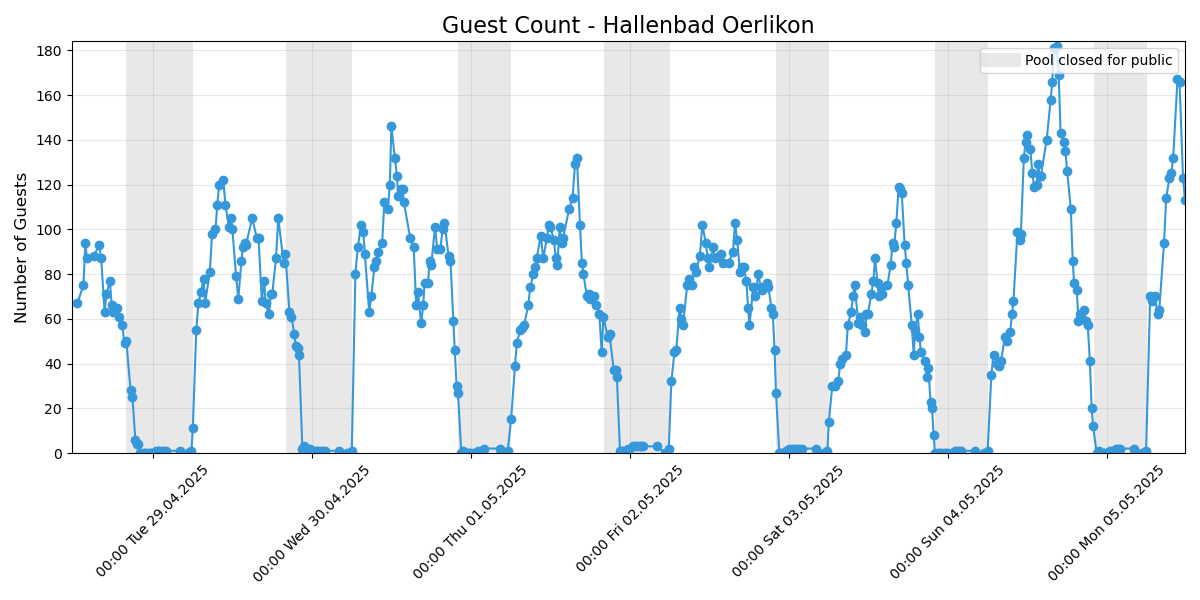 Guest Count - Hallenbad Oerlikon
Pool closed for public
Number of Guests
180
160
140
120
100
80
60
40
20
0
00:00 Tue 29.04.2025
00:00 Wed 30.04.2025
00:00 Thu 01.05.2025
00:00 Fri 02.05.2025
00:00 Sat 03.05.2025
00:00 Sun 04.05.2025
00:00 Mon 05.05.2025